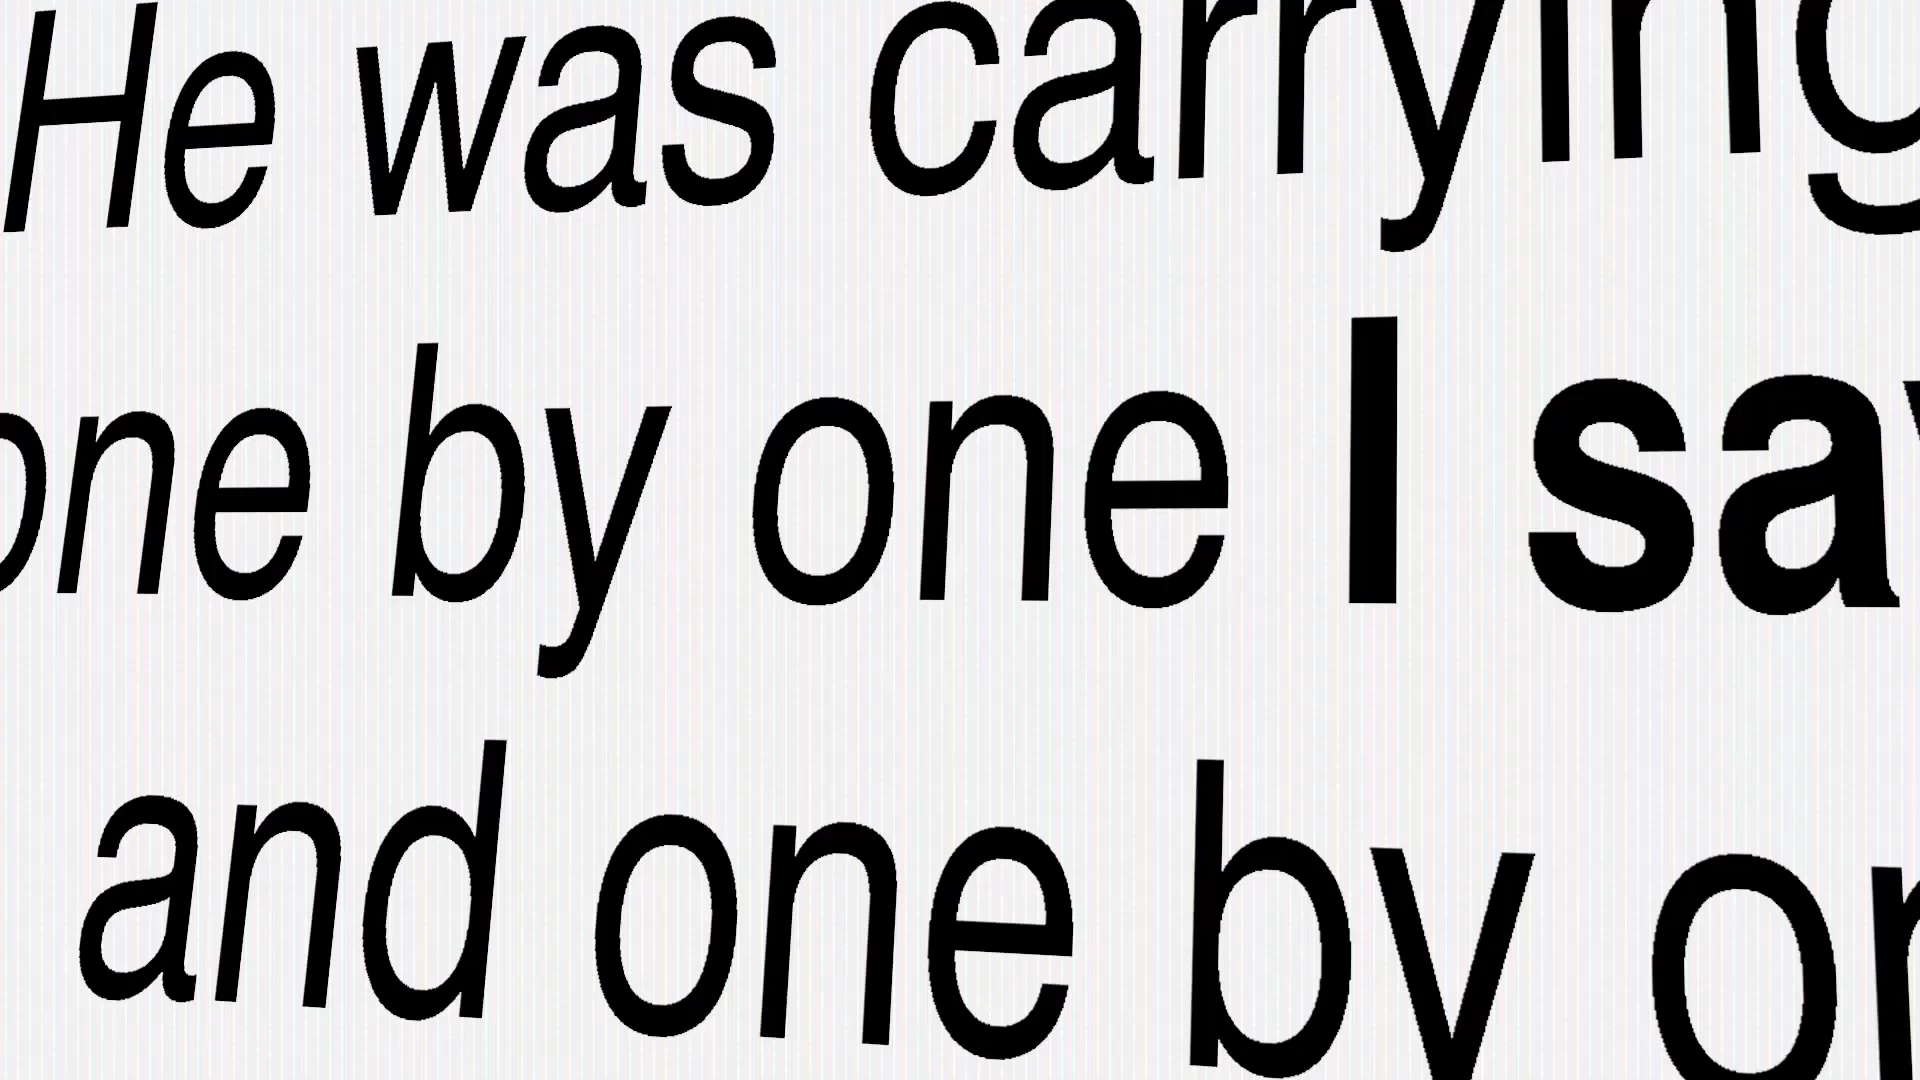 He was carrying
one by one I sa
and one by